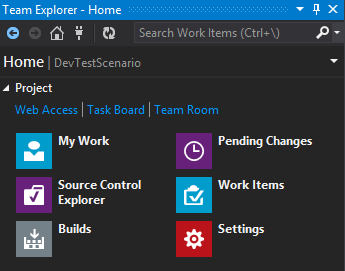 Team Explorer - Home
Search Work Items (Ctrl+\)
Home | DevTestScenario
Project
Web Access | Task Board | Team Room
My Work
Pending Changes
Source Control
Explorer
Work Items
Builds
Settings